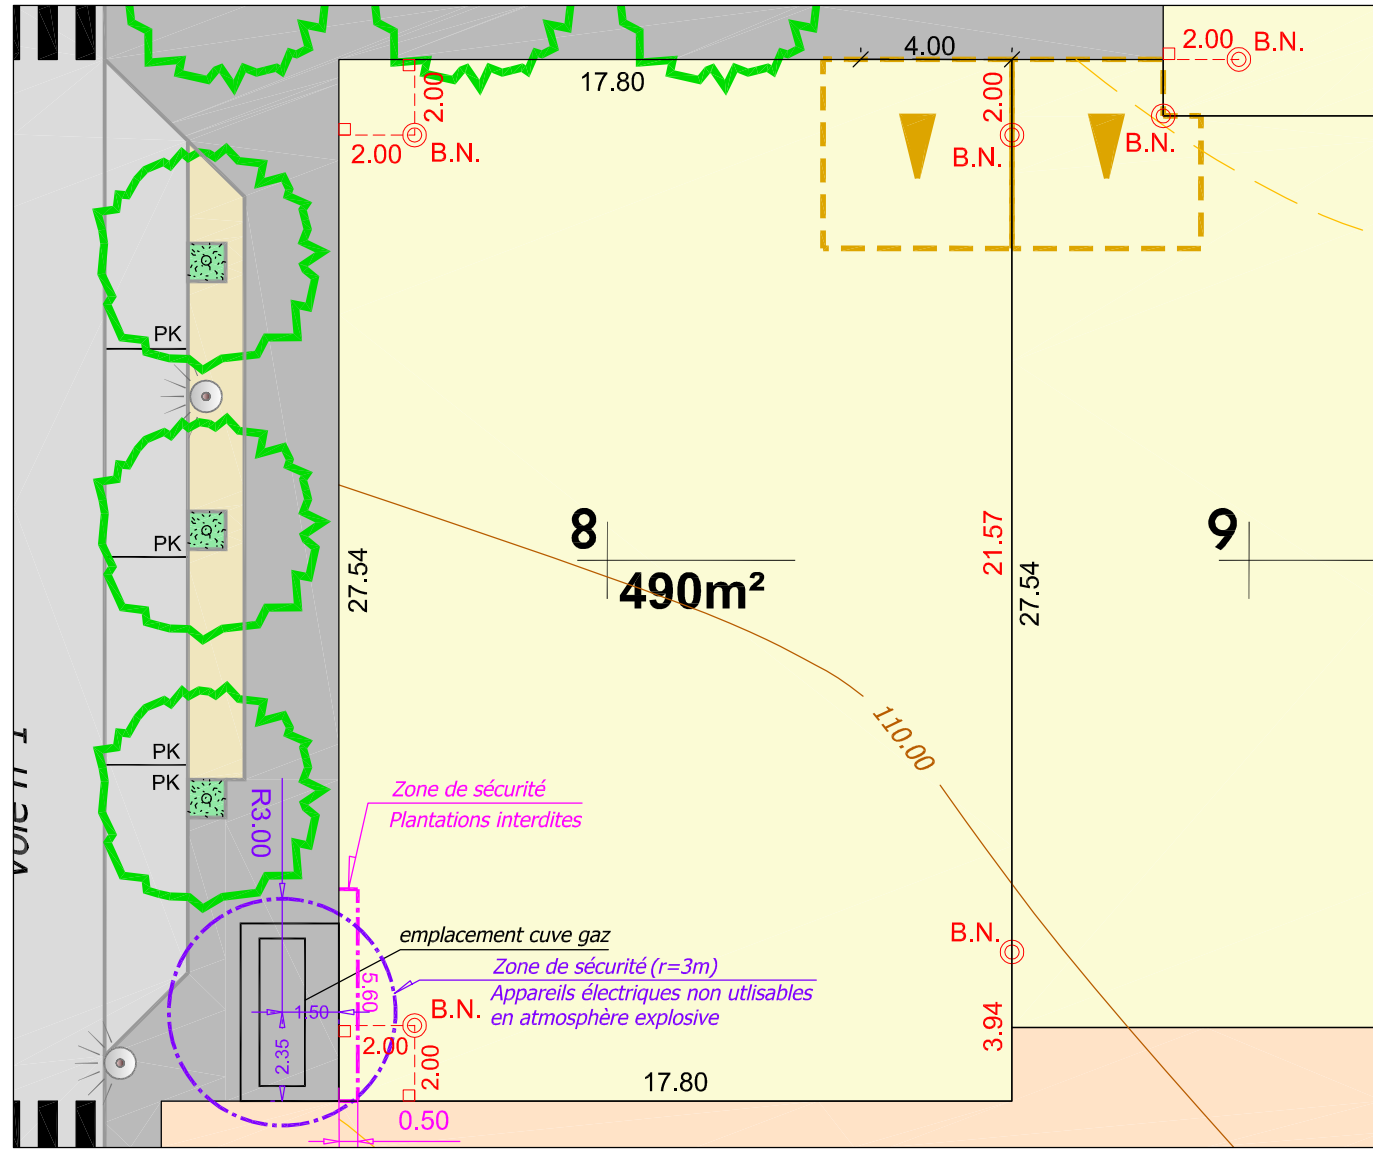 4.00
2.00 B.N.
17.80
2.00
2.00 B.N.
2.00
B.N.
B.N.
PK
8
490m²
9
27.54
21.57
27.54
PK
110.00
PK
PK
R3.00
Zone de sécurité
Plantations interdites
emplacement cuve gaz
Zone de sécurité (r=3m)
Appareils électriques non utlisables
en atmosphère explosive
B.N.
5.60
1.50
B.N.
2.00
2.00
2.35
3.94
17.80
0.50